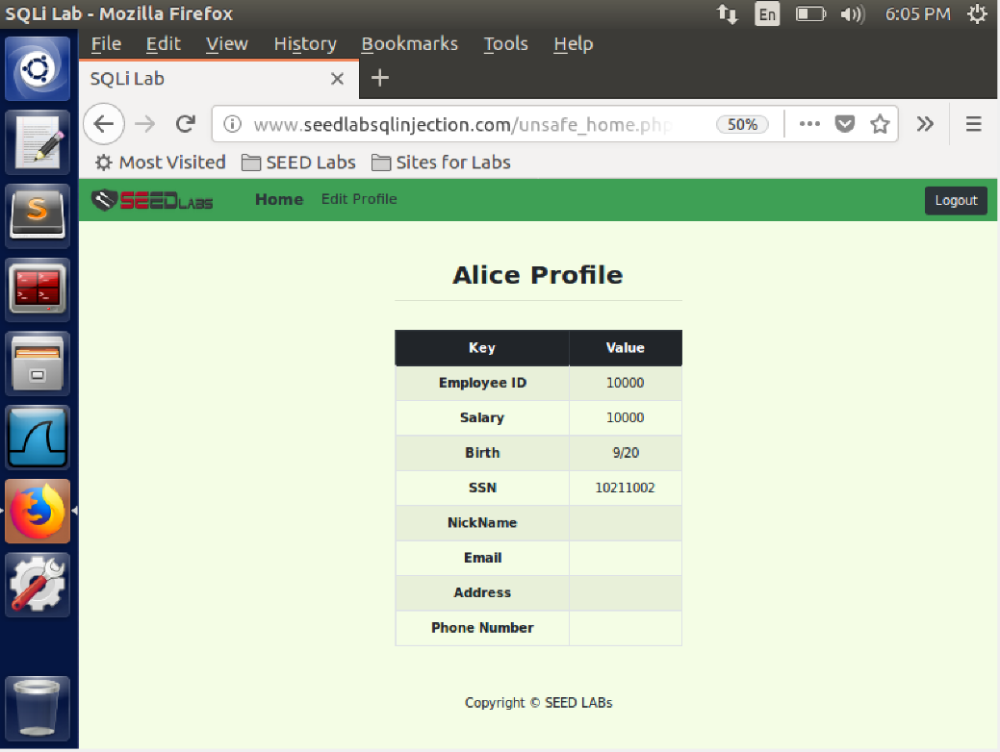 SQLi Lab - Mozilla Firefox En 6:05 PM
File Edit View History Bookmarks Tools Help
SQLi Lab
www.seedlabsqlinjection.com/unsafe_home.php 50%
Most Visited SEED Labs Sites for Labs
SEEDLABS Home Edit Profile Logout
Alice Profile
Key Value
Employee ID 10000
Salary 10000
Birth 9/20
SSN 10211002
NickName
Email
Address
Phone Number
Copyright © SEED LABs